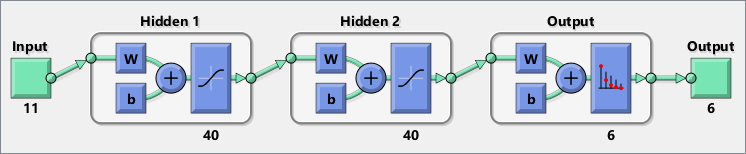 Hidden 1 Hidden 2 Output
Input Output
W W W
b b b
11 6
40 40 6